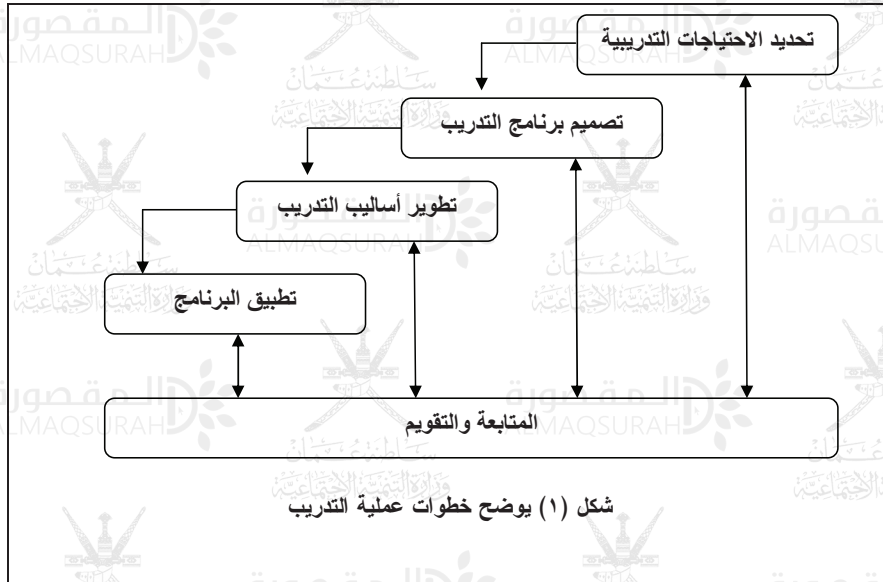 تحديد الاحتياجات التدريبية
تصميم برنامج التدريب
تطوير أساليب التدريب
تطبيق البرنامج
المتابعة والتقويم
شكل (١) يوضح خطوات عملية التدريب
المقصورة
ALMAQSURAH
سلطنة عمان
وزارة التنمية الاجتماعية